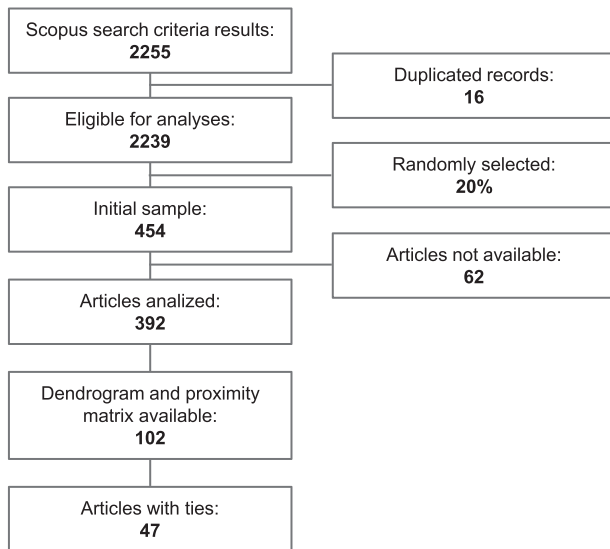 Scopus search criteria results:
2255
Duplicated records:
16
Eligible for analyses:
2239
Randomly selected:
20%
Initial sample:
454
Articles not available:
62
Articles analized:
392
Dendrogram and proximity
matrix available:
102
Articles with ties:
47